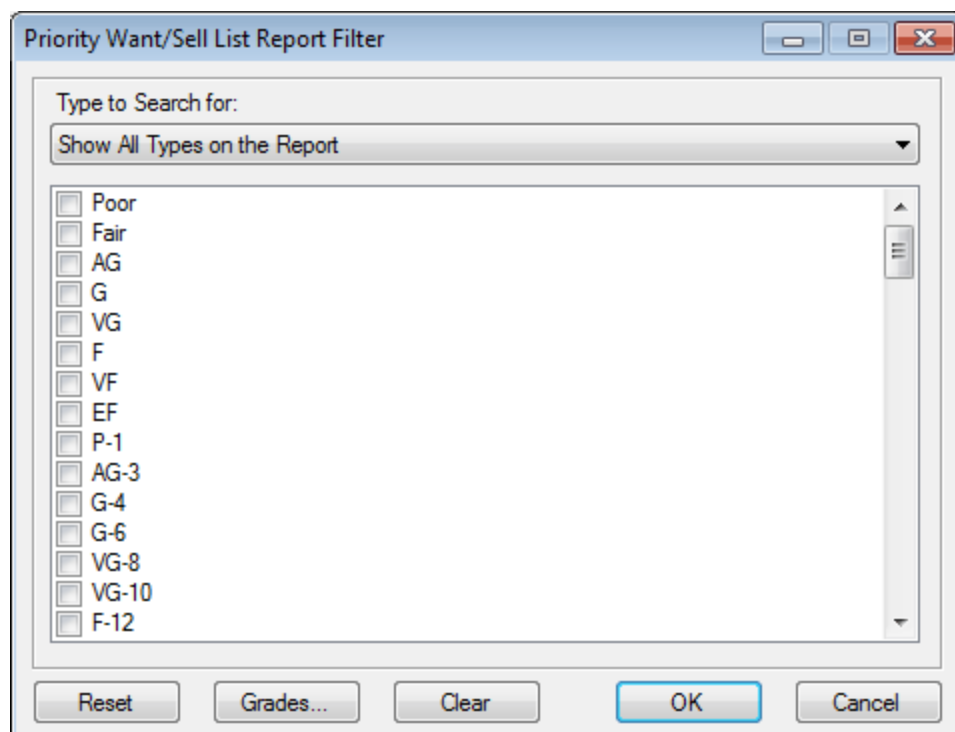 Priority Want/Sell List Report Filter
Type to Search for:
Show All Types on the Report
Poor
Fair
AG
G
VG
F
VF
EF
P-1
AG-3
G-4
G-6
VG-8
VG-10
F-12
Reset Grades... Clear OK Cancel